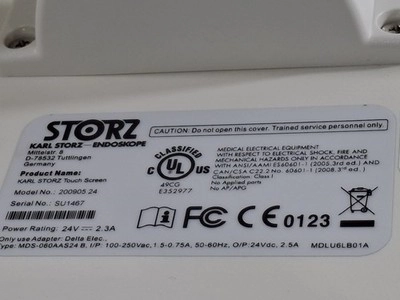 STORZ
KARL STORZ—ENDOSKOPE
Mittelstr. 8
D-78532 Tuttlingen
Germany
Product Name:
KARL STORZ Touch Screen
Model No.: 200905 24
Serial No.: SU1467
Power Rating: 24V ⎓ 2.3A
Only use Adapter: Delta Elec.,
Type: MDS-060AAS24 B, I/P: 100-250Vac, 1.5-0.75A, 50-60Hz, O/P:24Vdc, 2.5A
CAUTION: Do not open this cover. Trained service personnel only.
CLASSIFIED
C UL US
49CG
E352977
MEDICAL ELECTRICAL EQUIPMENT
WITH RESPECT TO ELECTRICAL SHOCK, FIRE AND
MECHANICAL HAZARDS ONLY IN ACCORDANCE
WITH ANSI/AAMI ES60601-1 (2005.3rd ed.) AND
CAN/CSA C22.2 No. 60601-1 (2008.3rd ed.)
Classification: Class I
No Applied parts
No AP/APG
FC CE 0123
MDLU6LB01A